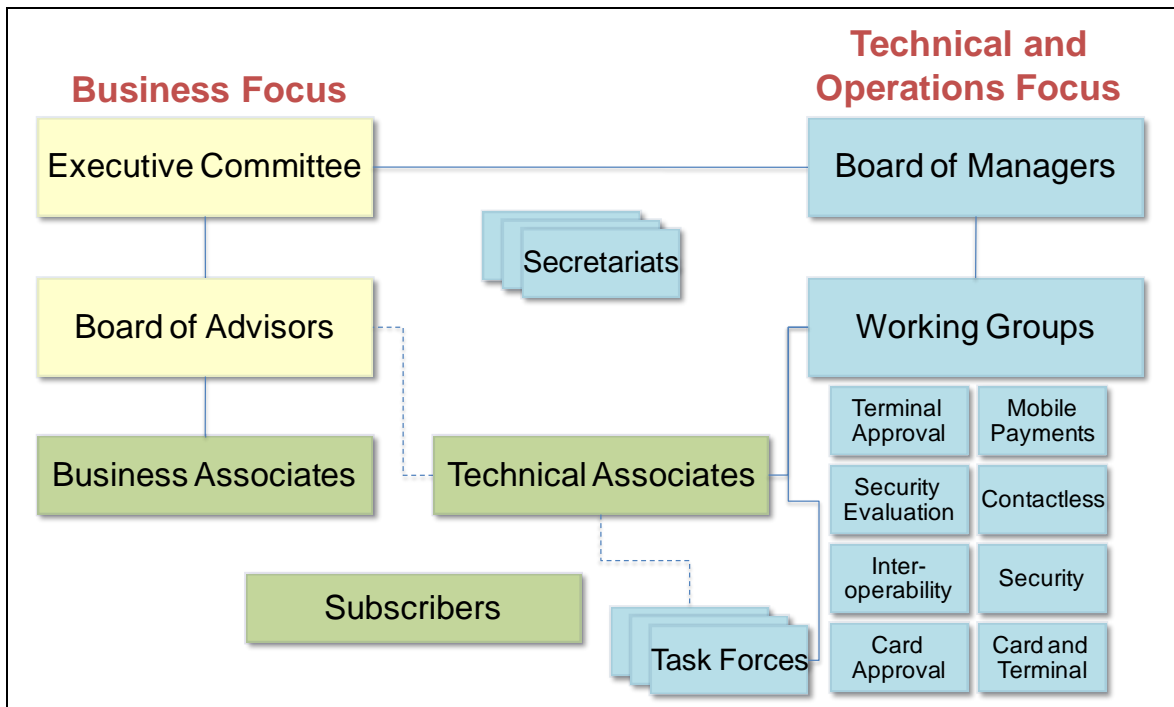 Technical and
Operations Focus
Business Focus
Executive Committee
Board of Managers
Secretariats
Board of Advisors
Working Groups
Terminal
Approval
Mobile
Payments
Business Associates
Technical Associates
Security
Evaluation
Contactless
Inter-
operability
Security
Subscribers
Task Forces
Card
Approval
Card and
Terminal